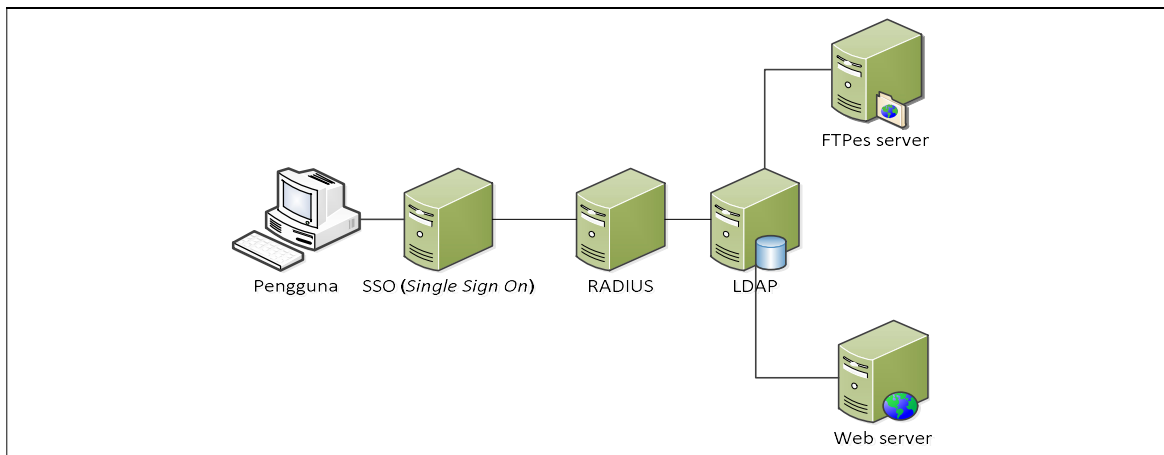 FTPes server
Pengguna
SSO (Single Sign On)
RADIUS
LDAP
Web server